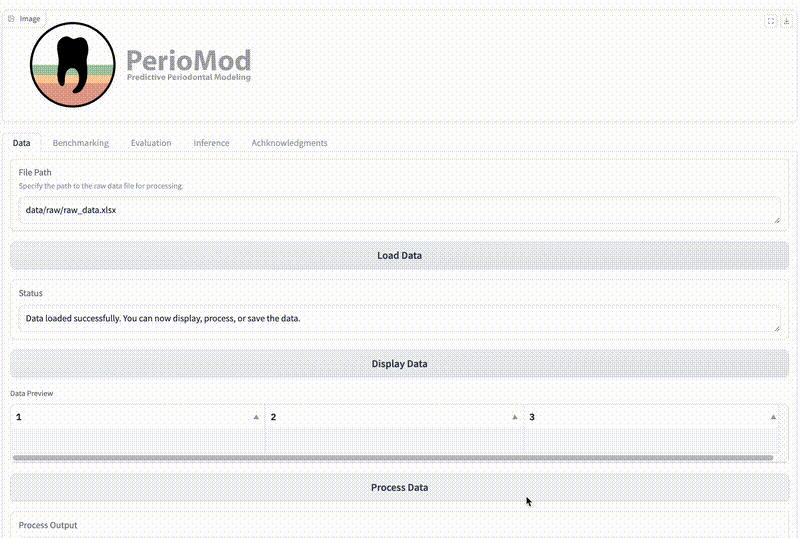 Image
PerioMod
Predictive Periodontal Modeling
Data Benchmarking Evaluation Inference Achknowledgments
File Path
Specify the path to the raw data file for processing.
data/raw/raw_data.xlsx
Load Data
Status
Data loaded successfully. You can now display, process, or save the data.
Display Data
Data Preview
1 2 3
Process Data
Process Output